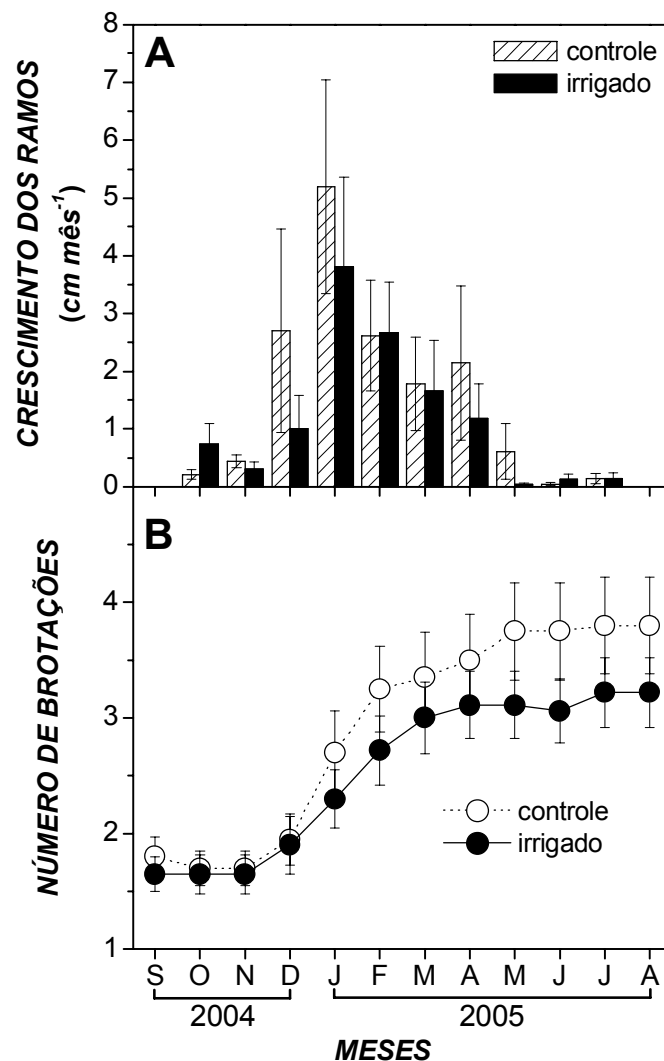 A
controle
irrigado
CRESCIMENTO DOS RAMOS
(cm mês⁻¹)
8
7
6
5
4
3
2
1
0
B
NÚMERO DE BROTAÇÕES
4
3
2
1
controle
irrigado
S O N D J F M A M J J A
2004 2005
MESES